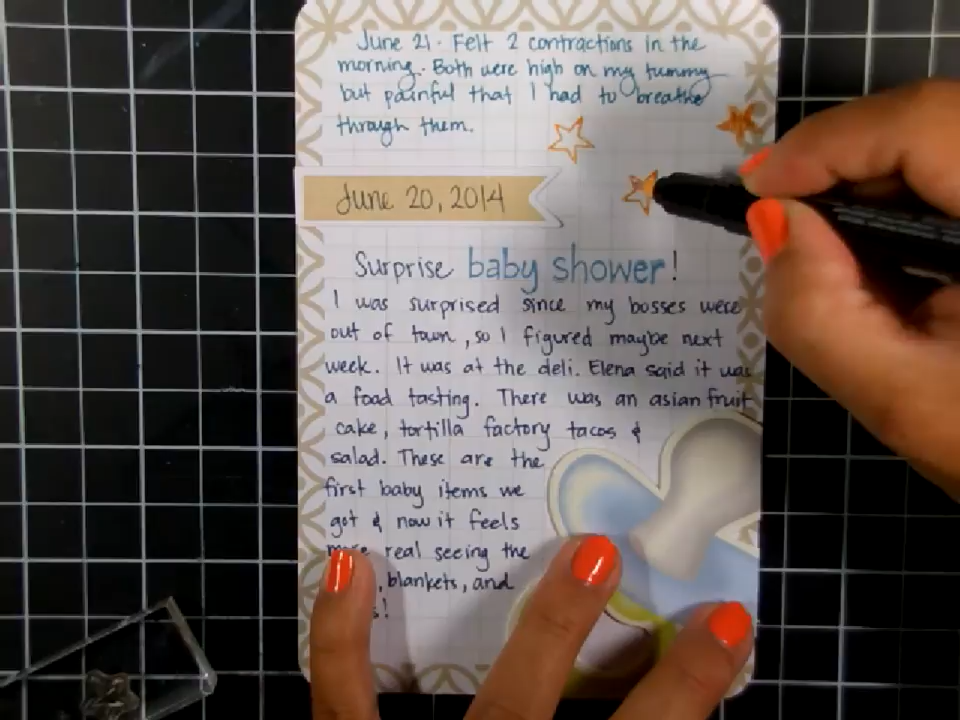 June 21. Felt 2 contractions in the
morning. Both were high on my tummy
but painful that I had to breathe
through them.
June 20, 2014
Surprise baby shower!
I was surprised since my bosses were
out of town, so I figured maybe next
week. It was at the deli. Elena said it was
a food tasting. There was an asian fruit
cake, tortilla factory tacos &
salad. These are the
first baby items we
got & now it feels
more real seeing the
, blankets, and
s!